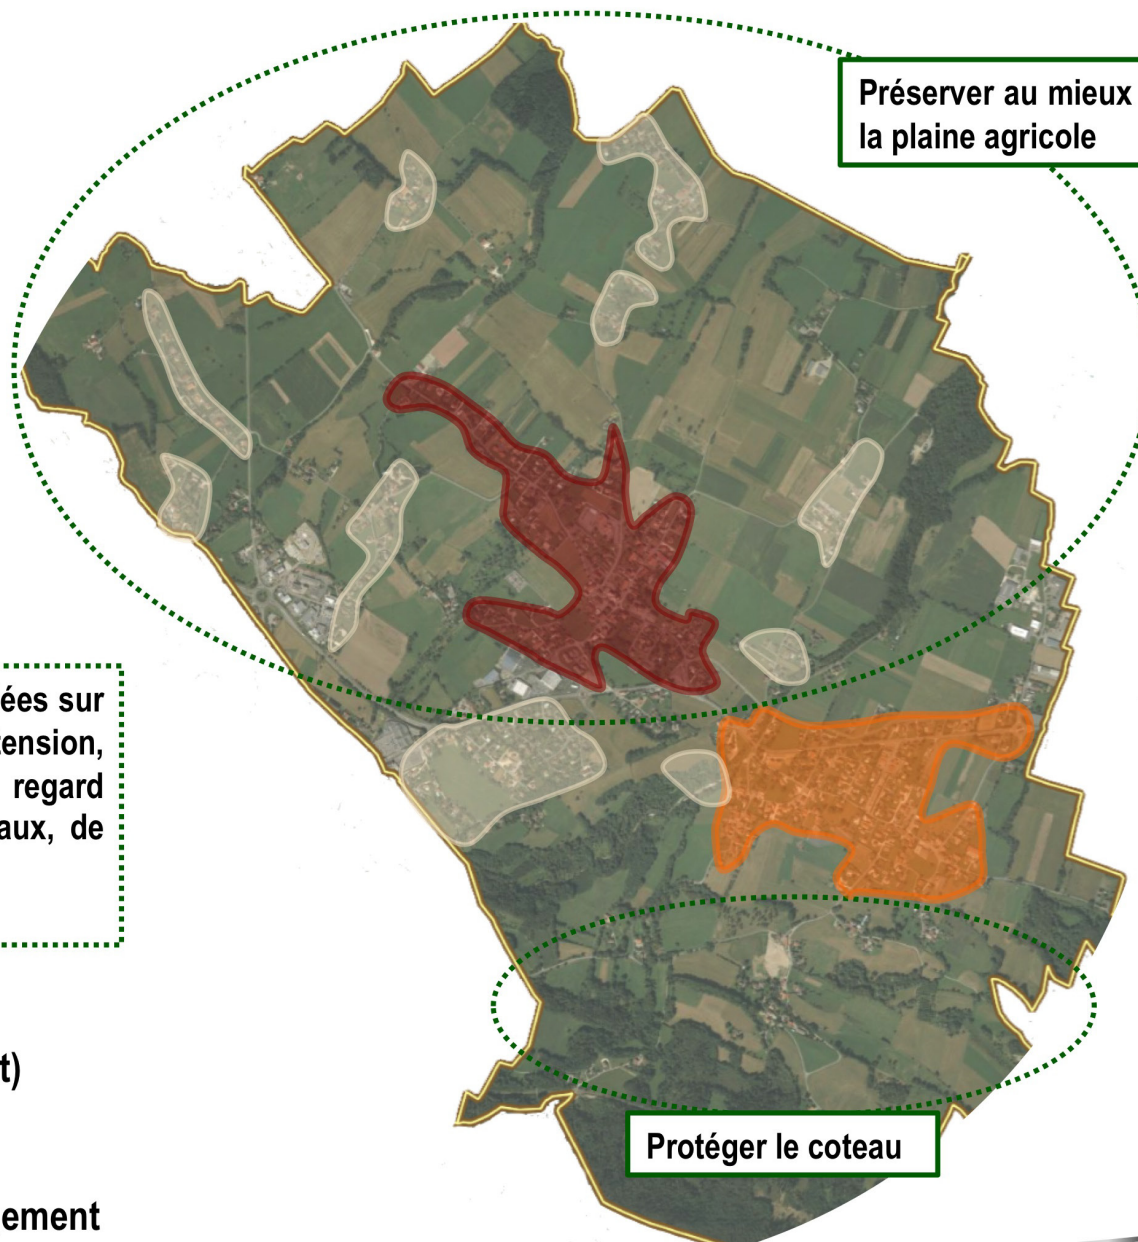 Préserver au mieux
la plaine agricole
ées sur
tension,
regard
aux, de
t)
Protéger le coteau
ement